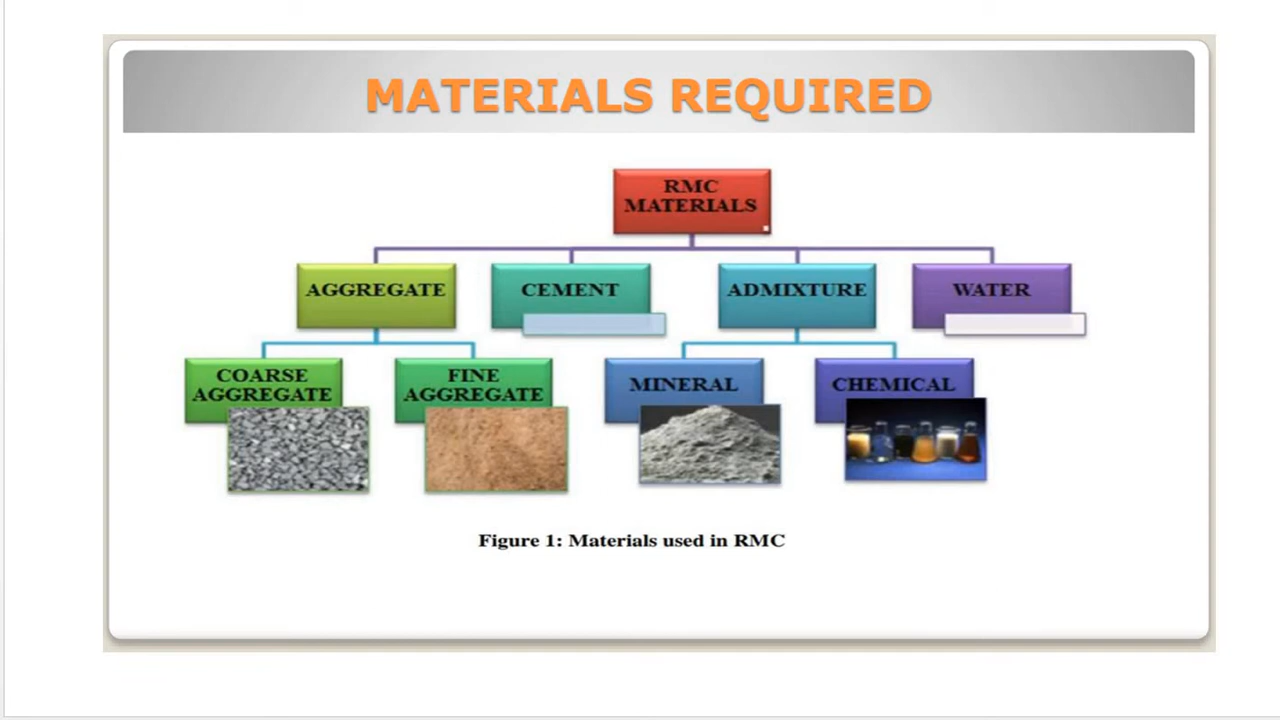 MATERIALS REQUIRED
RMC
MATERIALS
AGGREGATE
CEMENT
ADMIXTURE
WATER
COARSE
AGGREGATE
FINE
AGGREGATE
MINERAL
CHEMICAL
Figure 1: Materials used in RMC